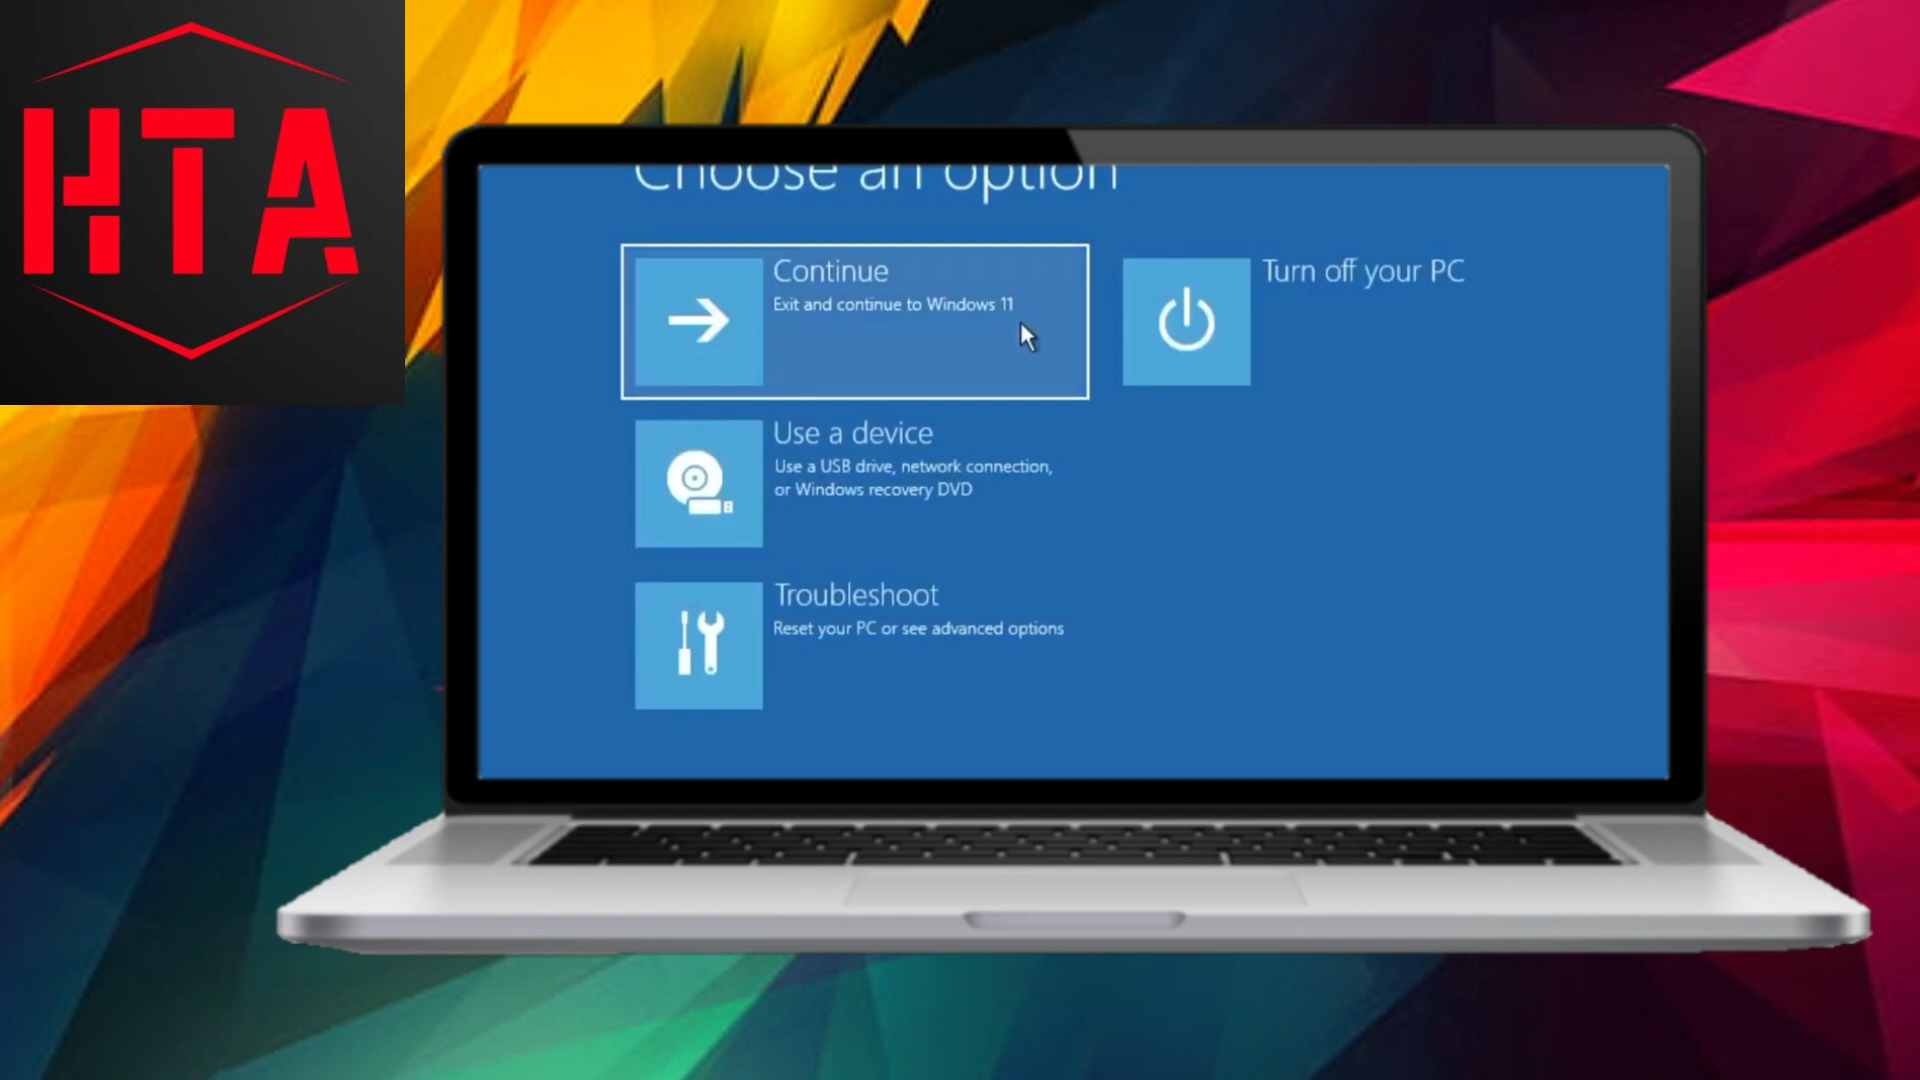 HTA
Choose an option
Continue
Exit and continue to Windows 11
Turn off your PC
Use a device
Use a USB drive, network connection,
or Windows recovery DVD
Troubleshoot
Reset your PC or see advanced options